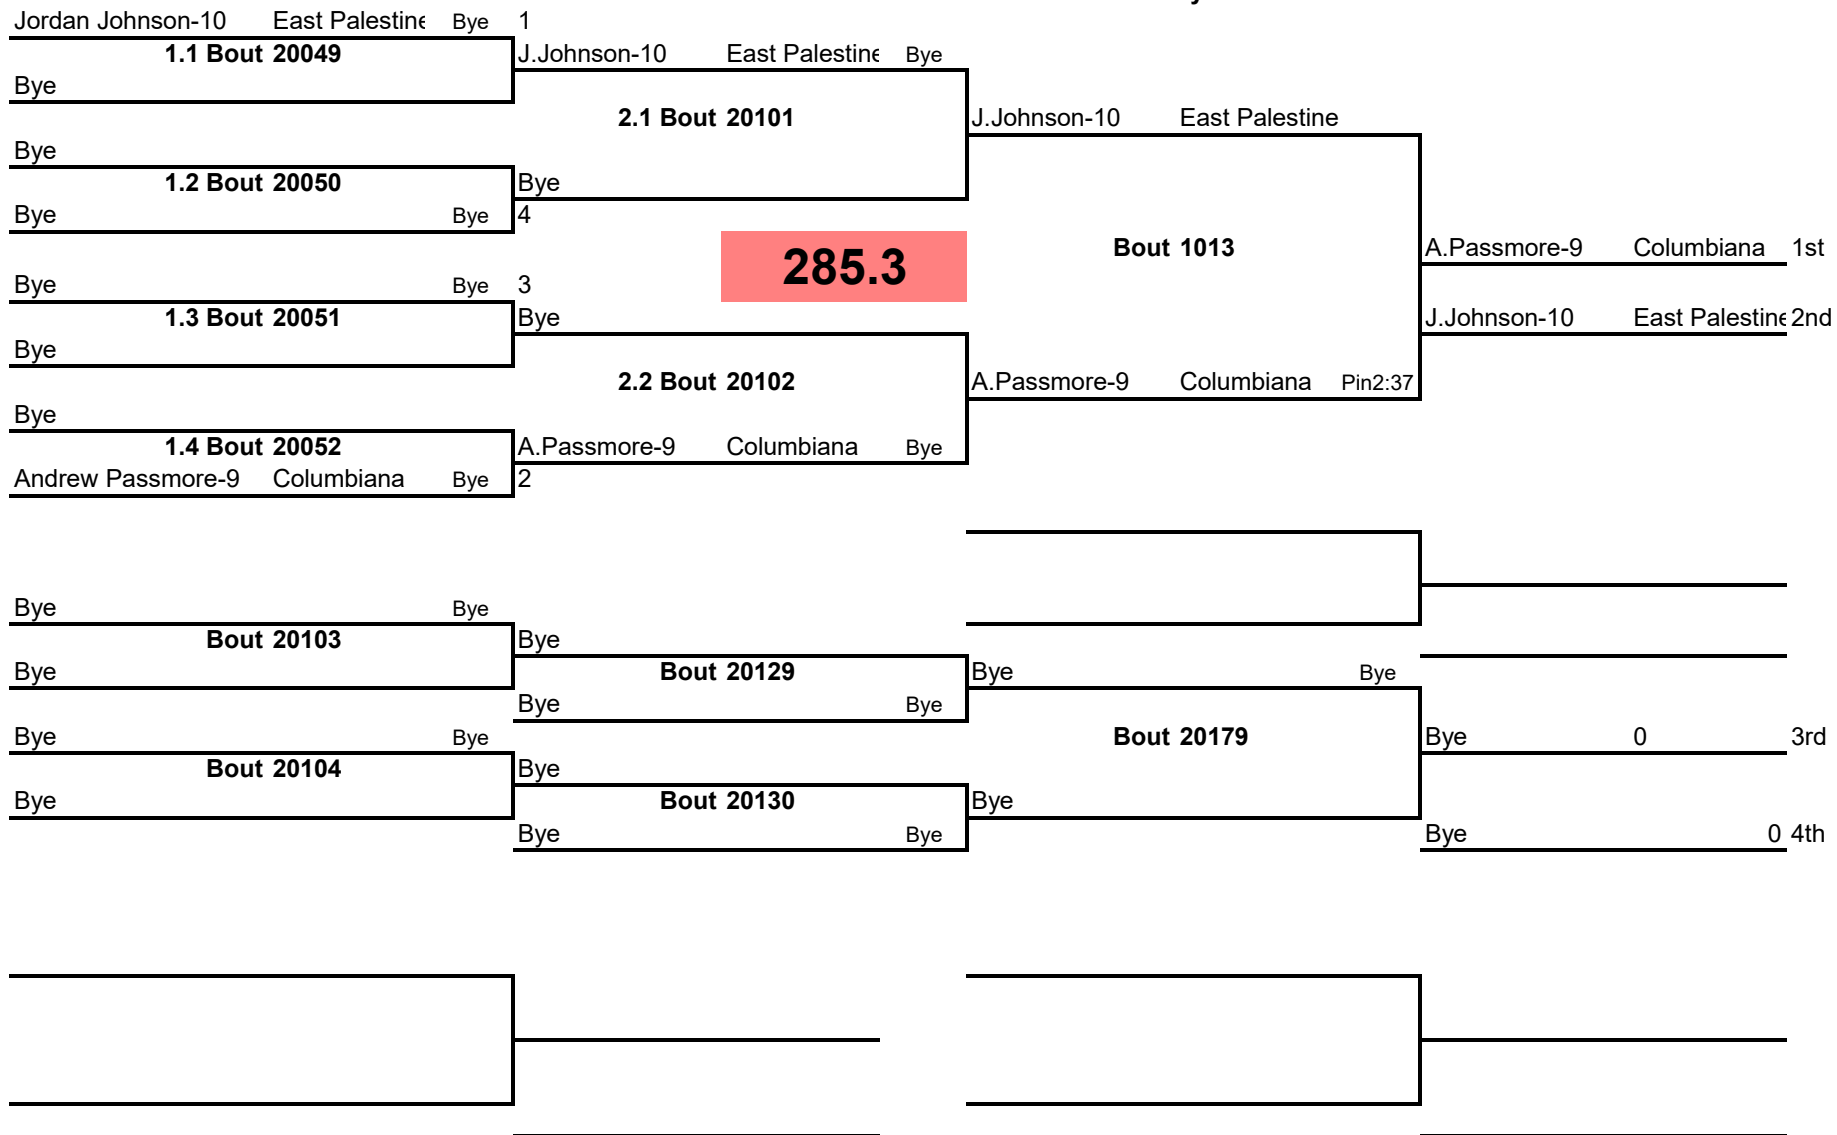 Jordan Johnson-10 East Palestine Bye 1
1.1 Bout 20049 J.Johnson-10 East Palestine Bye
Bye
2.1 Bout 20101 J.Johnson-10 East Palestine
Bye
1.2 Bout 20050 Bye
Bye Bye 4
285.3 Bout 1013 A.Passmore-9 Columbiana 1st
Bye Bye 3
1.3 Bout 20051 Bye J.Johnson-10 East Palestine 2nd
Bye
2.2 Bout 20102 A.Passmore-9 Columbiana Pin2:37
Bye
1.4 Bout 20052 A.Passmore-9 Columbiana Bye
Andrew Passmore-9 Columbiana Bye 2
Bye Bye
Bout 20103 Bye
Bye Bout 20129 Bye Bye
Bye Bye
Bye Bye Bout 20179 Bye 0 3rd
Bout 20104 Bye
Bye Bout 20130 Bye
Bye Bye Bye 0 4th